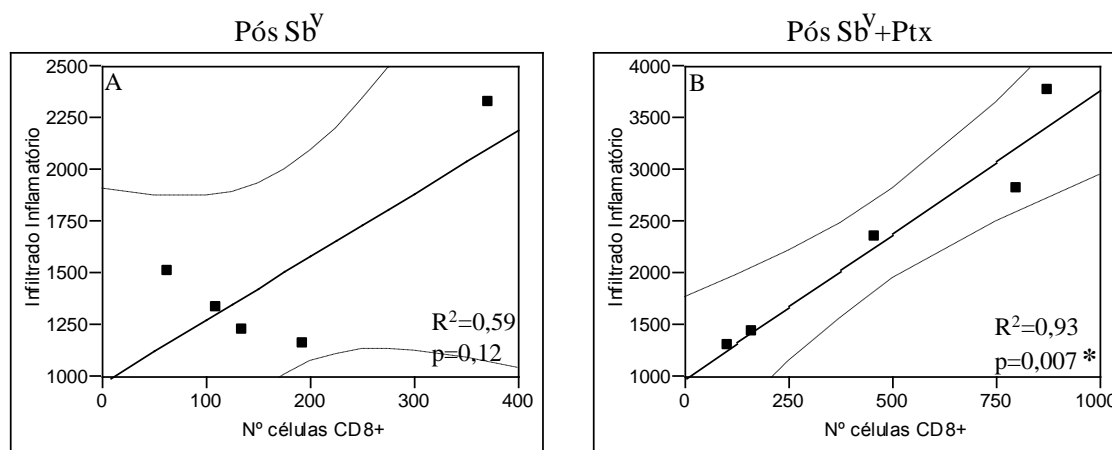 Pós Sbⱽ
A
2500
2250
2000
1750
1500
1250
1000
Infiltrado Inflamatório
R²=0,59
p=0,12
0 100 200 300 400
Nº células CD8+
Pós Sbⱽ+Ptx
B
4000
3500
3000
2500
2000
1500
1000
Infiltrado Inflamatório
R²=0,93
p=0,007 *
0 250 500 750 1000
Nº células CD8+